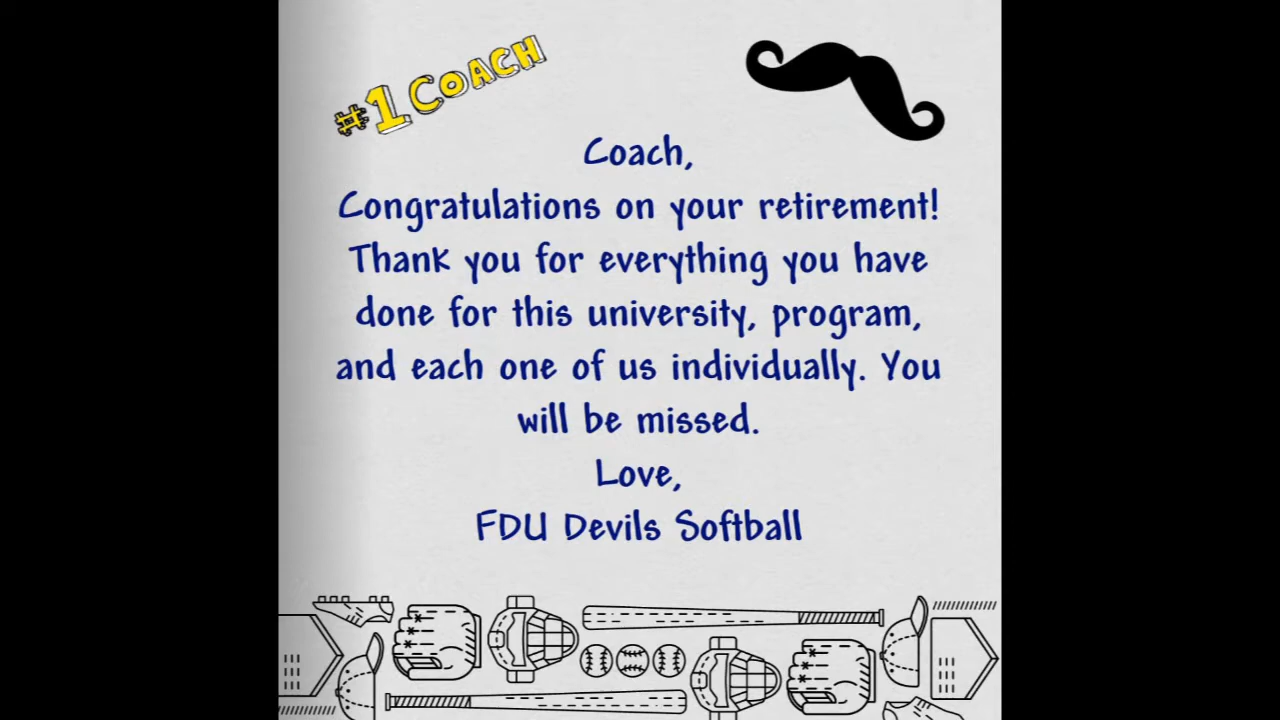 #1 COACH
Coach,
Congratulations on your retirement!
Thank you for everything you have
done for this university, program,
and each one of us individually. You
will be missed.
Love,
FDU Devils Softball